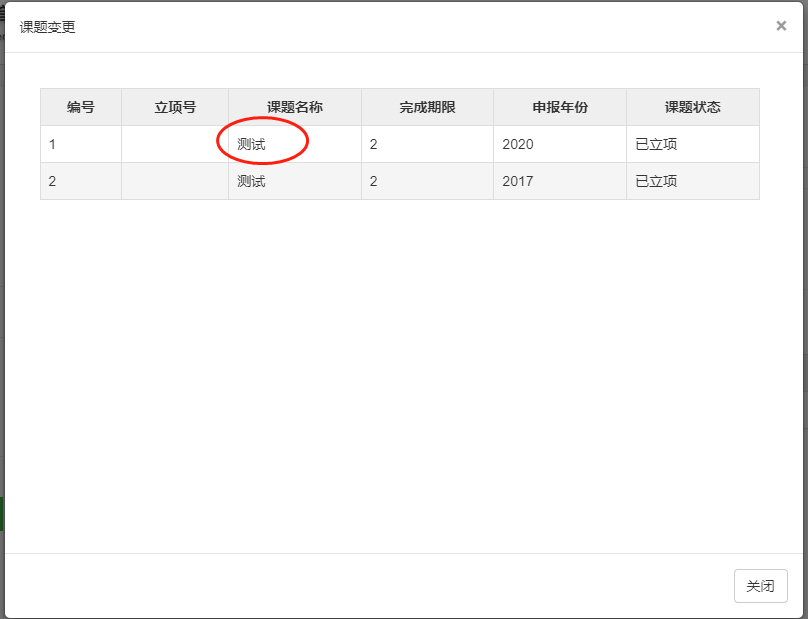 课题变更 ×
编号 立项号 课题名称 完成期限 申报年份 课题状态
1 测试 2 2020 已立项
2 测试 2 2017 已立项
关闭